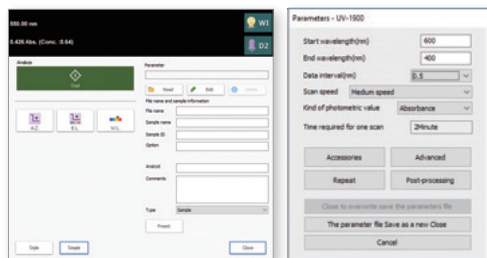 550.00 nm
W1
0.426 Abs. (Conc. :0.64)
D2
Analyze
Start
A.Z.
B.L.
W.L.
Style
Simple
Parameter
Read
Edit
Check
File name and sample information
File name
Sample name
Sample ID
Option
Analyst
Comments
Type
Sample
Preset
Close
Parameters - UV-1900
Start wavelength(nm) 600
End wavelength(nm) 400
Data interval(nm) 0.5
Scan speed Medium speed
Kind of photometric value Absorbance
Time required for one scan 2Minute
Accessories Advanced
Repeat Post-processing
Close to overwrite save the parameters file
The parameter file Save as a new Close
Cancel